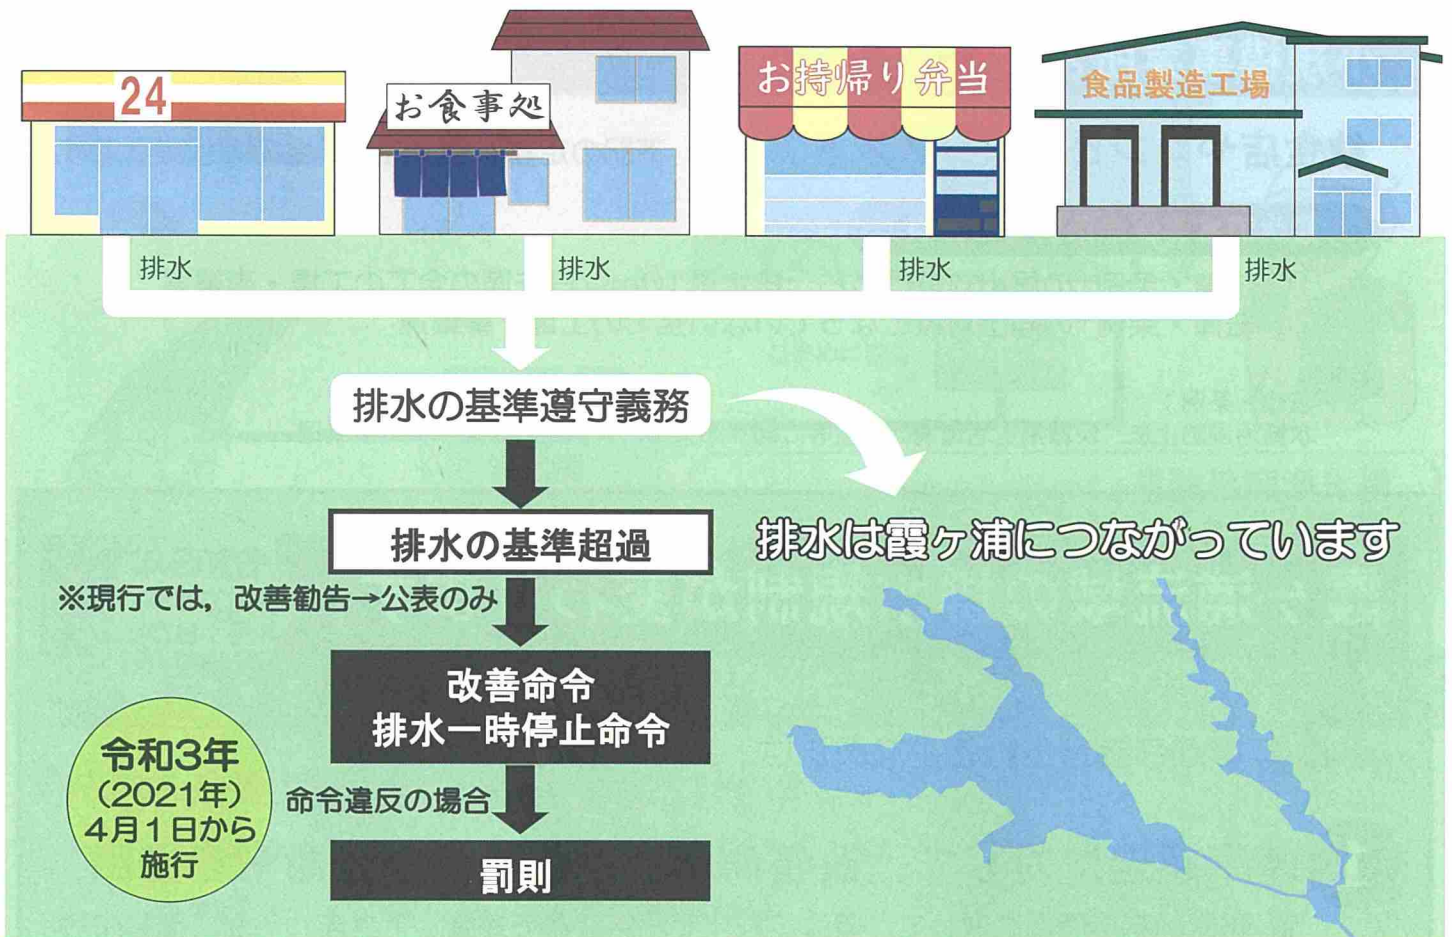 24
お食事処
お持帰り弁当
食品製造工場
排水
排水
排水
排水
排水の基準遵守義務
排水の基準超過
排水は霞ヶ浦につながっています
※現行では，改善勧告→公表のみ
改善命令
排水一時停止命令
令和3年
（2021年）
4月1日から
施行
命令違反の場合
罰則